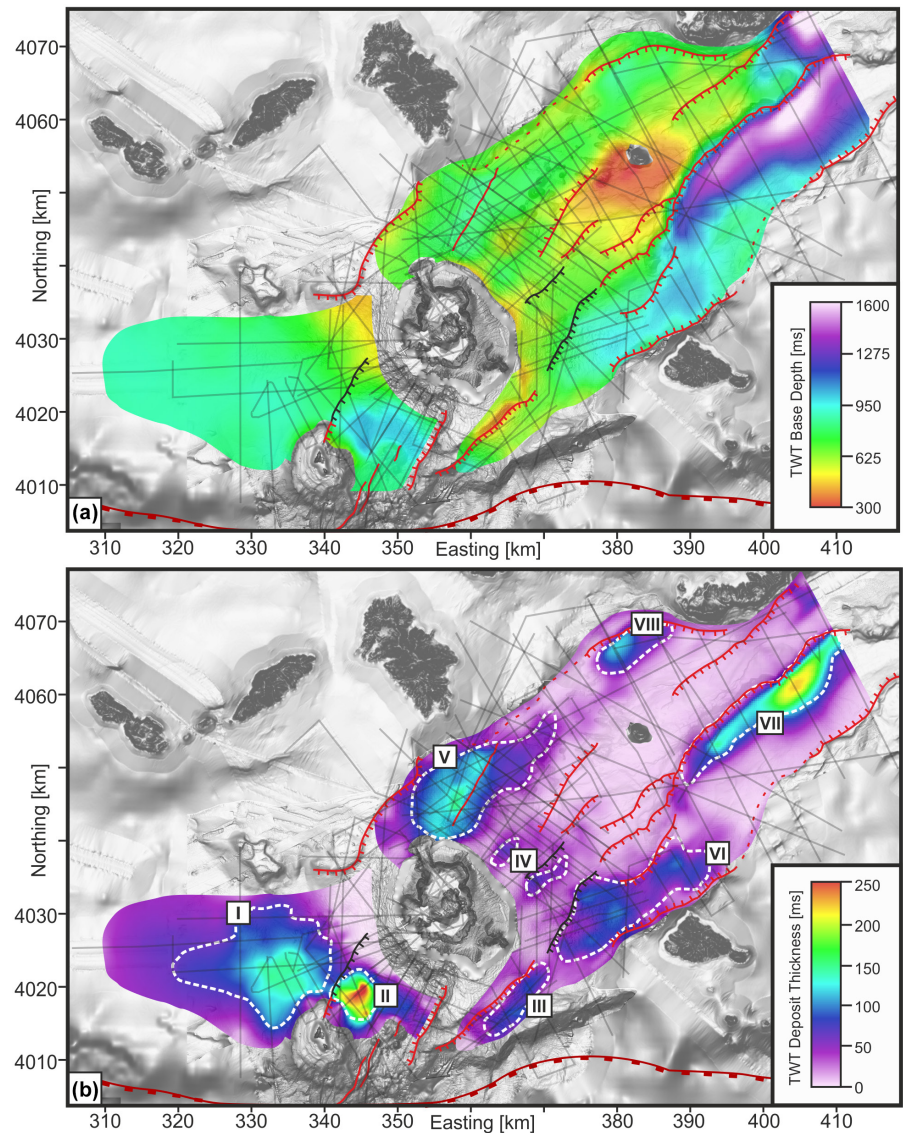 4070
4060
Northing [km]
4030
4020
4010
(a)
TWT Base Depth [ms]
1600
1275
950
625
300
310 320 330 340 350 Easting [km] 370 380 390 400 410
(b)
4070
4060
Northing [km]
4030
4020
4010
I
II
III
IV
V
VI
VII
VIII
TWT Deposit Thickness [ms]
250
200
150
100
50
0
310 320 330 340 350 Easting [km] 370 380 390 400 410